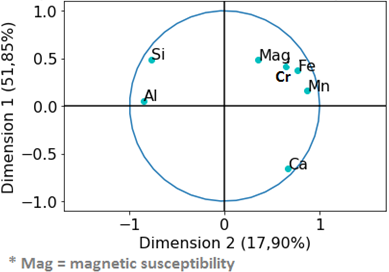 1.0
0.5
0.0
−0.5
−1.0
Dimension 1 (51,85%)
Si
Mag
Fe
Cr
Mn
Al
Ca
−1 0 1
Dimension 2 (17,90%)
* Mag = magnetic susceptibility